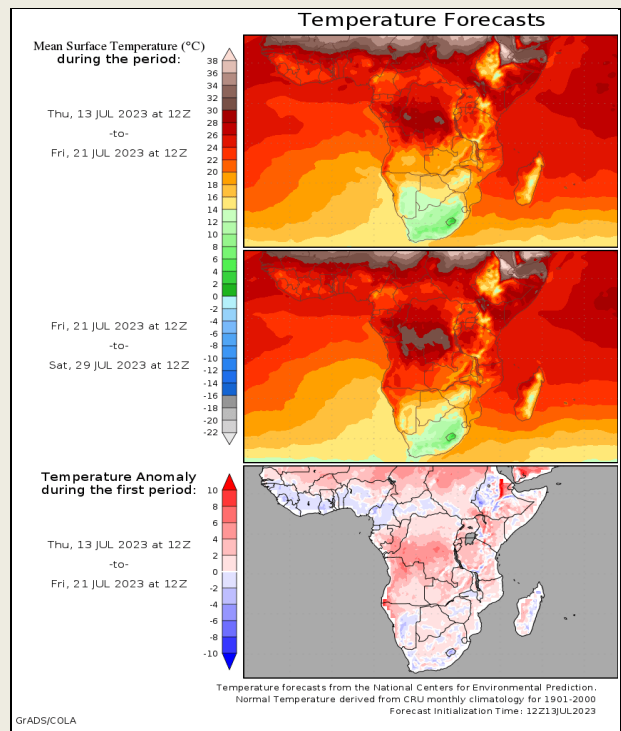 Temperature Forecasts
Mean Surface Temperature (°C)
during the period:
38
36
34
32
30
28
26
24
22
20
18
16
14
12
10
8
6
4
2
0
-2
-4
-6
-8
-10
-12
-14
-16
-18
-20
-22
Thu, 13 JUL 2023 at 12Z
-to-
Fri, 21 JUL 2023 at 12Z
Fri, 21 JUL 2023 at 12Z
-to-
Sat, 29 JUL 2023 at 12Z
Temperature Anomaly
during the first period:
10
8
6
4
2
0
-2
-4
-6
-8
-10
Thu, 13 JUL 2023 at 12Z
-to-
Fri, 21 JUL 2023 at 12Z
Temperature forecasts from the National Centers for Environmental Prediction.
Normal Temperature derived from CRU monthly climatology for 1901-2000
Forecast Initialization Time: 12Z13JUL2023
GrADS/COLA